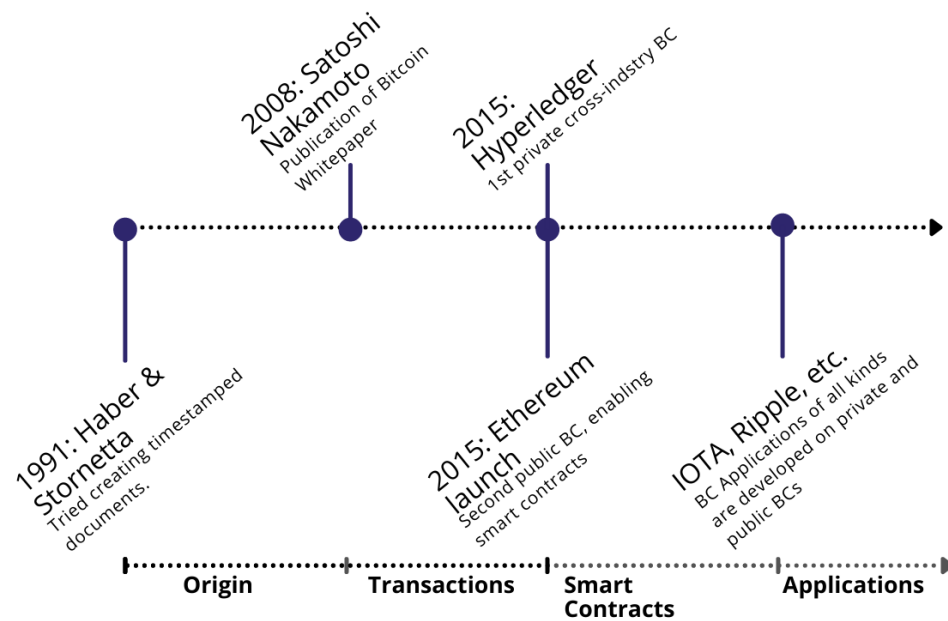 2008: Satoshi
Nakamoto
Publication of Bitcoin
Whitepaper
2015:
Hyperledger
1st private cross-indstry BC
1991: Haber &
Stornetta
Tried creating timestamped
documents.
2015: Ethereum
launch
Second public BC, enabling
smart contracts
IOTA, Ripple, etc.
BC Applications of all kinds
are developed on private and
public BCs
Origin
Transactions
Smart
Contracts
Applications